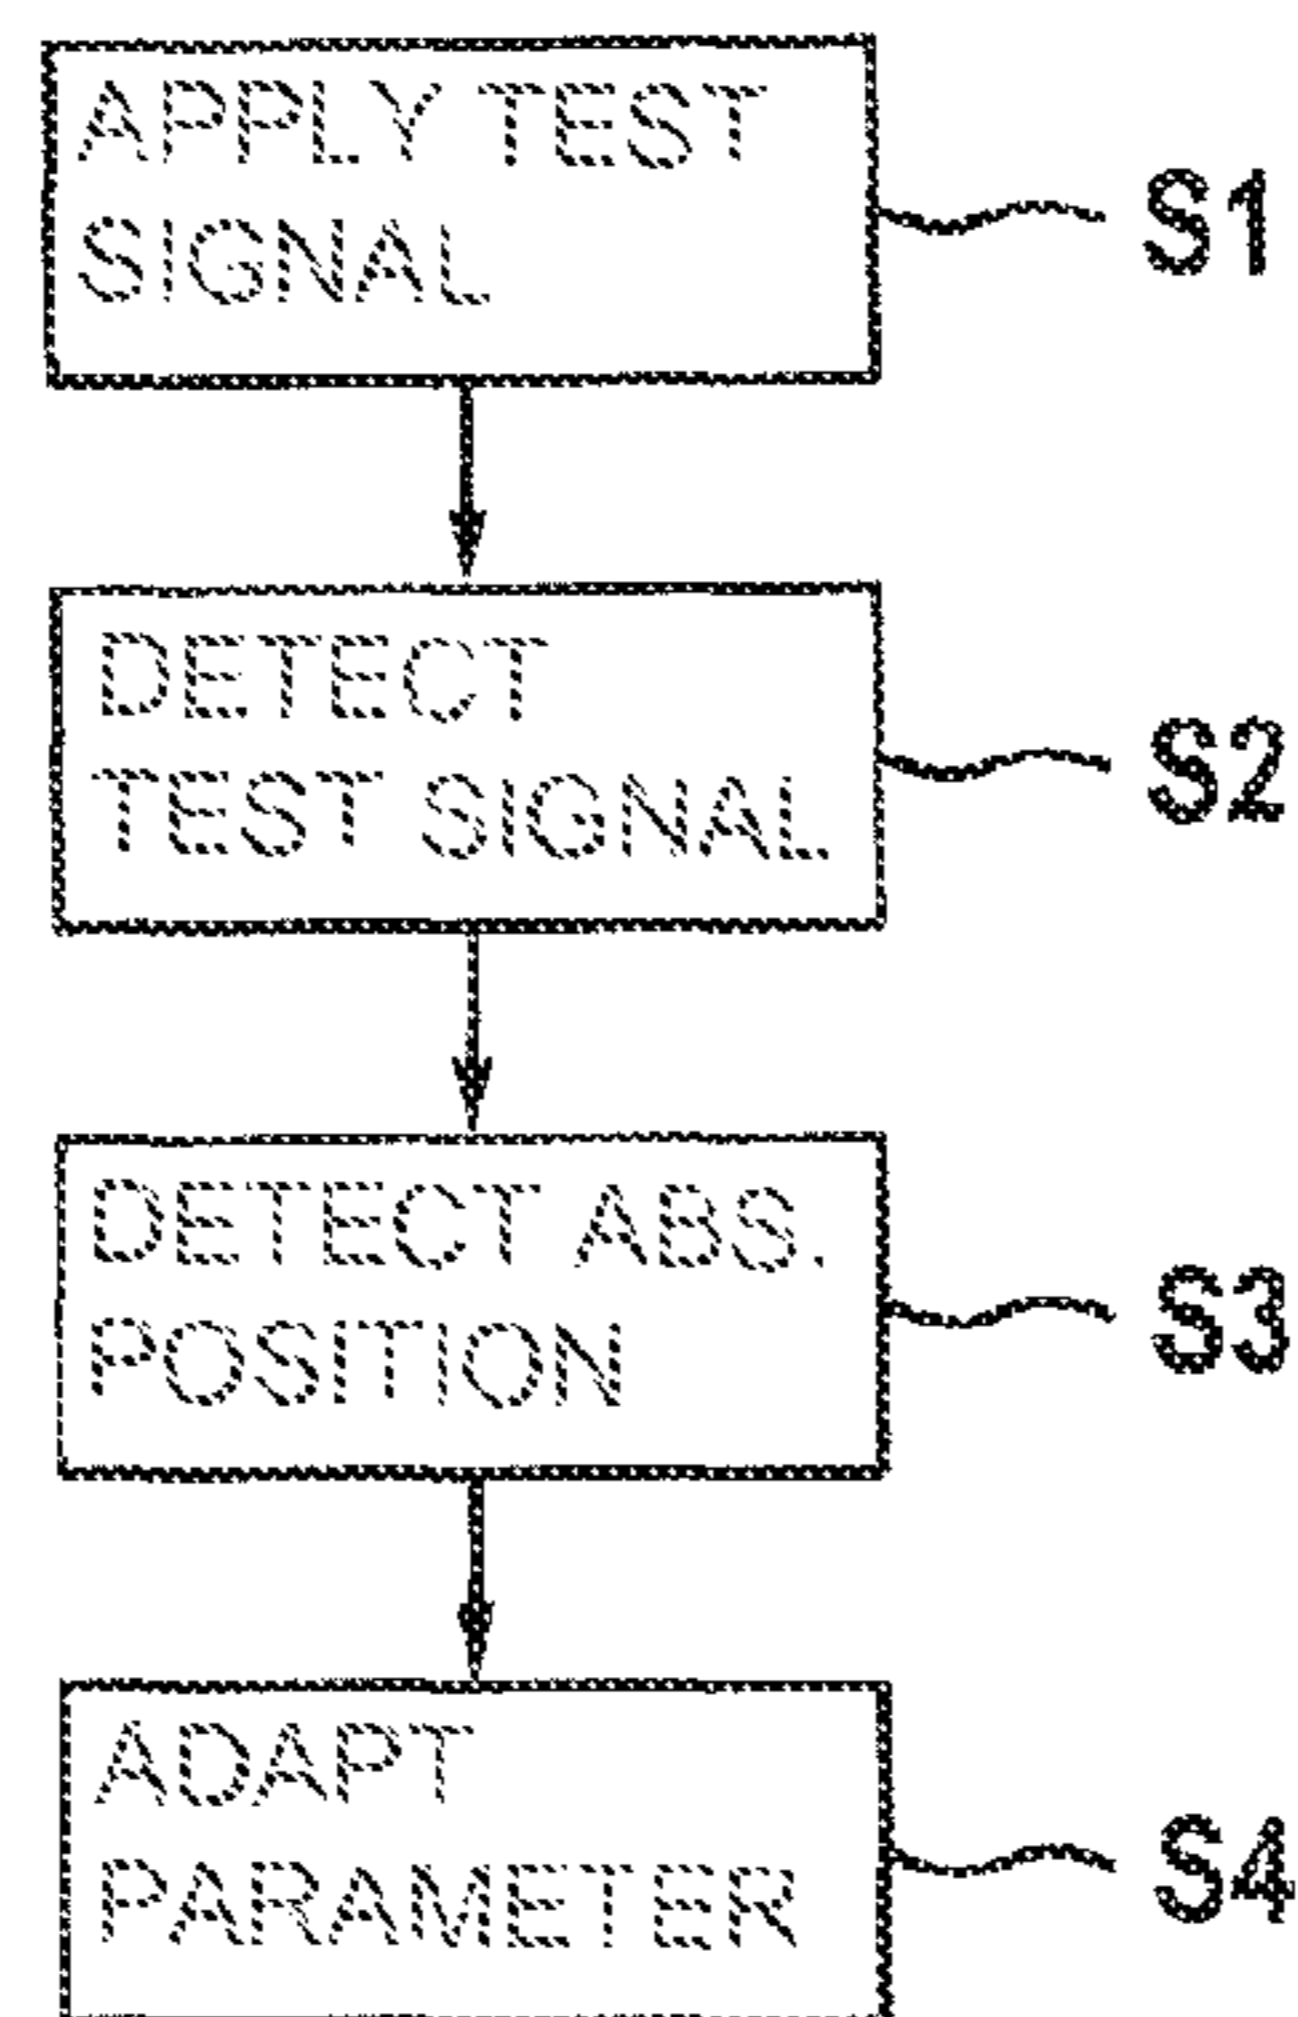 APPLY TEST
SIGNAL
S1
DETECT
TEST SIGNAL
S2
DETECT ABS.
POSITION
S3
ADAPT
PARAMETER
S4